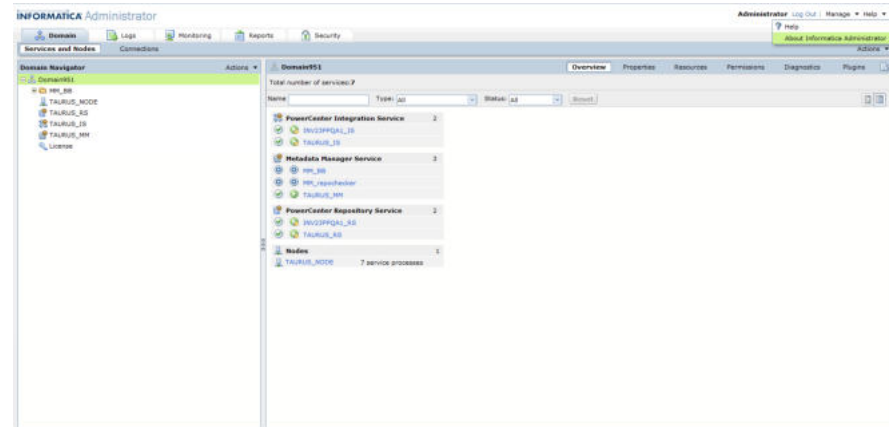 INFORMATICA Administrator
Administrator Log Out | Manage ▾ Help ▾
Help
About Informatica Administrator
Domain Logs Monitoring Reports Security
Services and Nodes Connections Actions ▾
Domain Navigator Actions ▾
Domain951
MM_BB
TAURUS_NODE
TAURUS_RS
TAURUS_IS
TAURUS_MM
License
Domain951 Overview Properties Resources Permissions Diagnostics Plugins
Total number of services:7
Name Type: All Status: All Reset
PowerCenter Integration Service 2
TAURUS_IS
Metadata Manager Service 3
MM_BB
MM_repochecker
TAURUS_MM
PowerCenter Repository Service 2
TAURUS_RS
Nodes 1
TAURUS_NODE 7 service processes